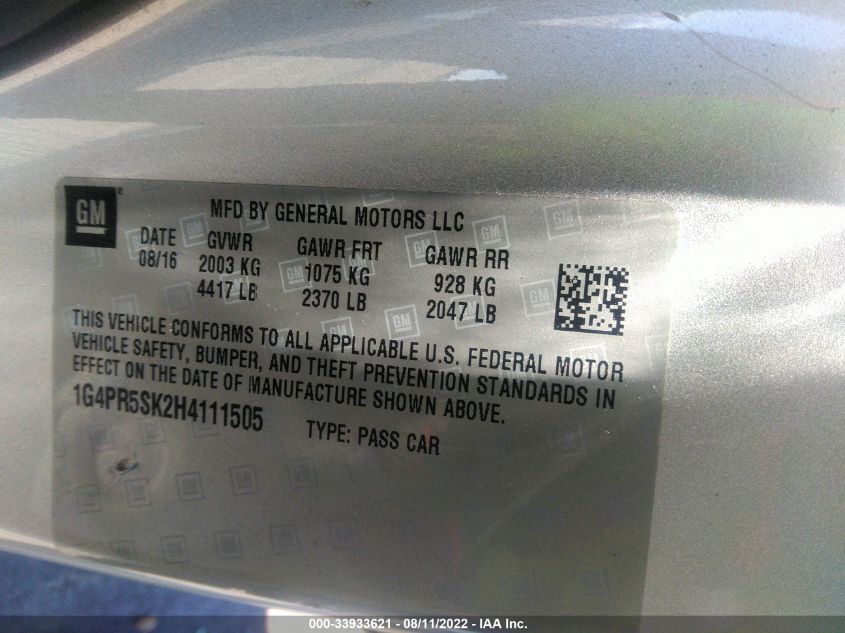 GM ®
MFD BY GENERAL MOTORS LLC
DATE GVWR GAWR FRT GAWR RR
08/16 2003 KG 1075 KG 928 KG
4417 LB 2370 LB 2047 LB
THIS VEHICLE CONFORMS TO ALL APPLICABLE U.S. FEDERAL MOTOR
VEHICLE SAFETY, BUMPER, AND THEFT PREVENTION STANDARDS IN
EFFECT ON THE DATE OF MANUFACTURE SHOWN ABOVE.
1G4PR5SK2H4111505 TYPE: PASS CAR
000-33933621 - 08/11/2022 - IAA Inc.